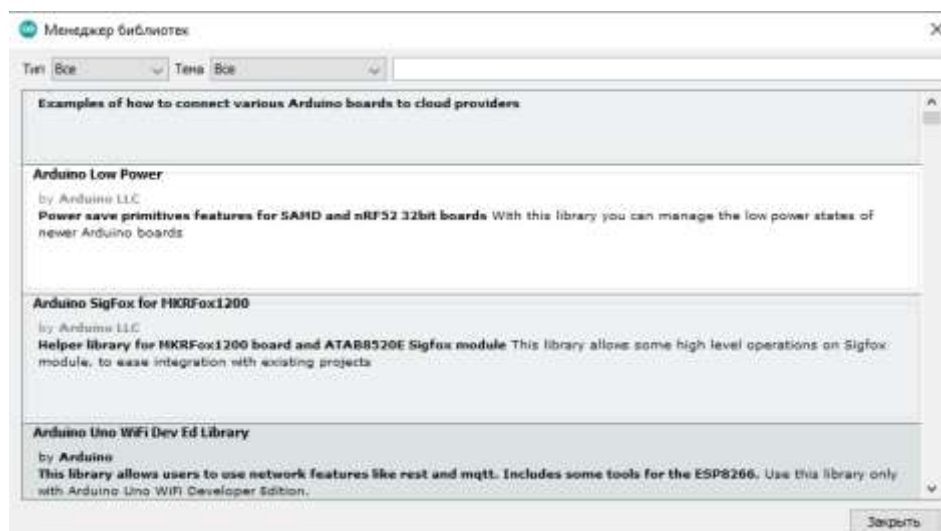 Менеджер библиотек
Тип Все Тема Все
Examples of how to connect various Arduino boards to cloud providers
Arduino Low Power
by Arduino LLC
Power save primitives features for SAMD and nRF52 32bit boards With this library you can manage the low power states of
newer Arduino boards
Arduino SigFox for MKRFox1200
by Arduino LLC
Helper library for MKRFox1200 board and ATAB8520E Sigfox module This library allows some high level operations on Sigfox
module, to ease integration with existing projects
Arduino Uno WiFi Dev Ed Library
by Arduino
This library allows users to use network features like rest and mqtt. Includes some tools for the ESP8266. Use this library only
with Arduino Uno WiFi Developer Edition.
Закрыть